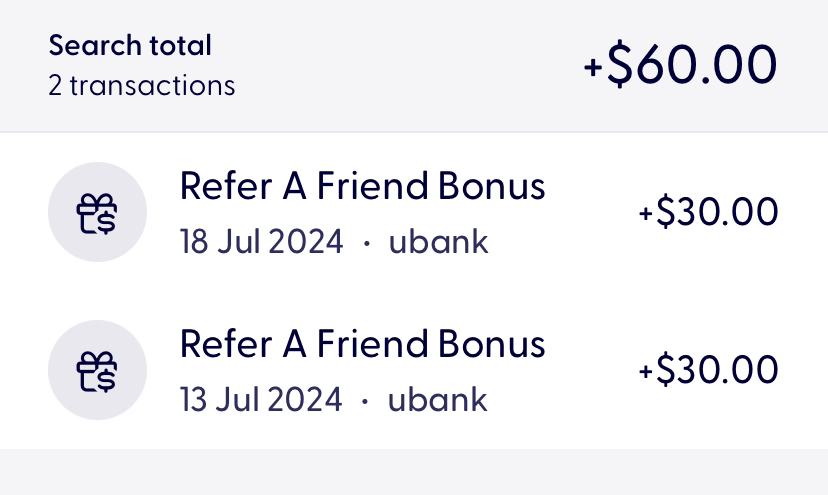 Search total
2 transactions
+$60.00
Refer A Friend Bonus
18 Jul 2024 · ubank
+$30.00
Refer A Friend Bonus
13 Jul 2024 · ubank
+$30.00